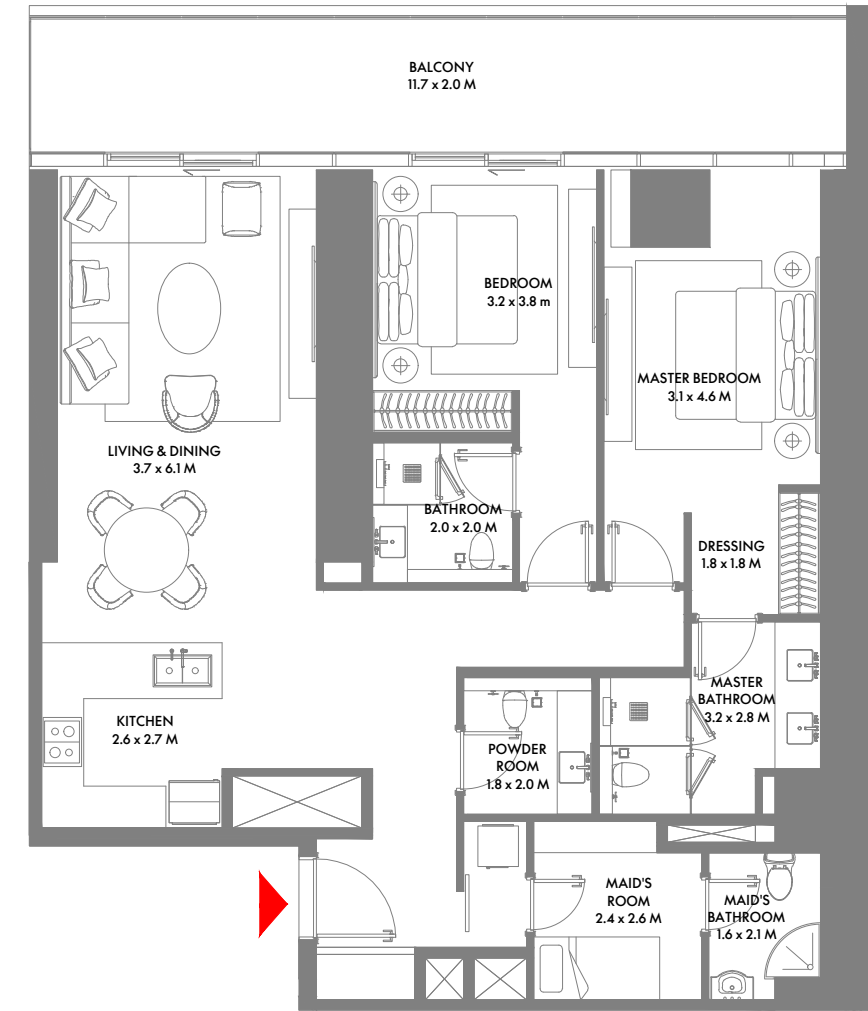 BALCONY
11.7 x 2.0 M
BEDROOM
3.2 x 3.8 m
MASTER BEDROOM
3.1 x 4.6 M
LIVING & DINING
3.7 x 6.1 M
BATHROOM
2.0 x 2.0 M
DRESSING
1.8 x 1.8 M
MASTER
BATHROOM
3.2 x 2.8 M
KITCHEN
2.6 x 2.7 M
POWDER
ROOM
1.8 x 2.0 M
MAID'S
ROOM
2.4 x 2.6 M
MAID'S
BATHROOM
1.6 x 2.1 M